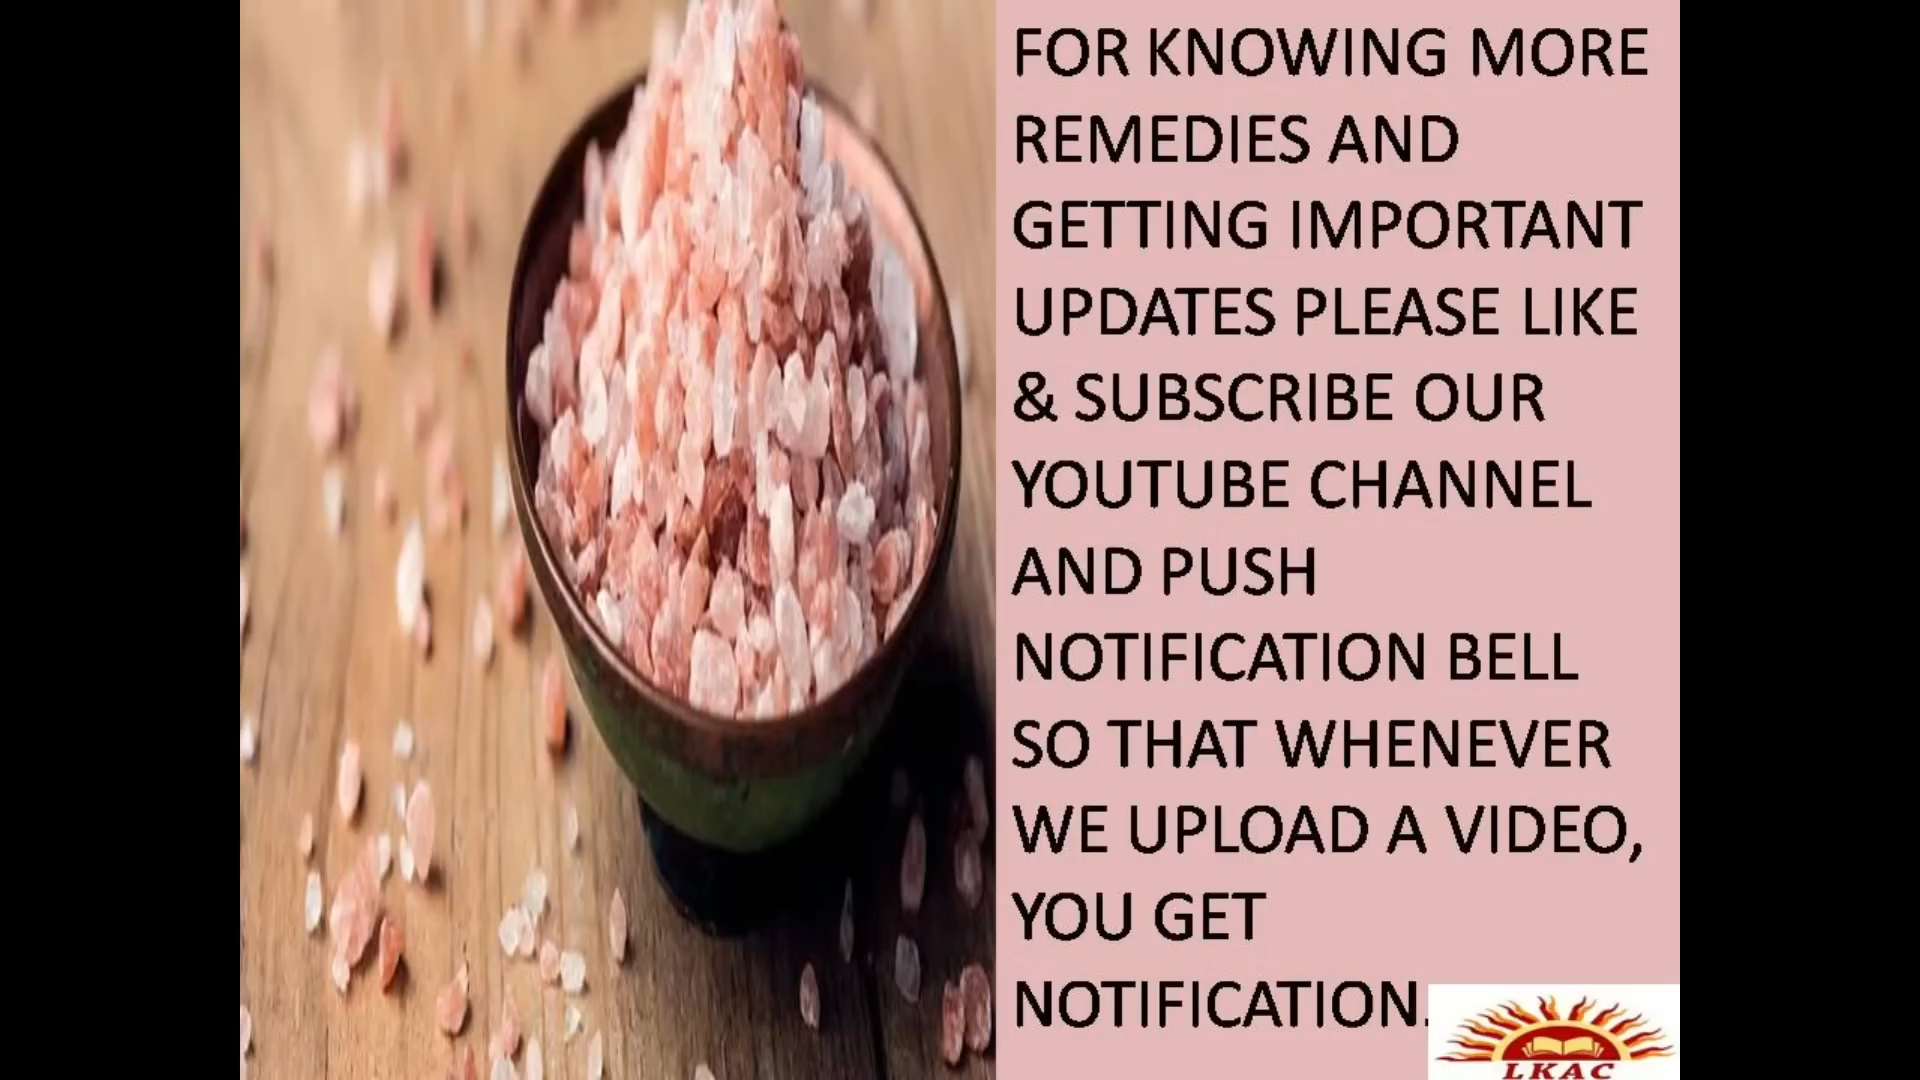 FOR KNOWING MORE
REMEDIES AND
GETTING IMPORTANT
UPDATES PLEASE LIKE
& SUBSCRIBE OUR
YOUTUBE CHANNEL
AND PUSH
NOTIFICATION BELL
SO THAT WHENEVER
WE UPLOAD A VIDEO,
YOU GET
NOTIFICATION.
LKAC